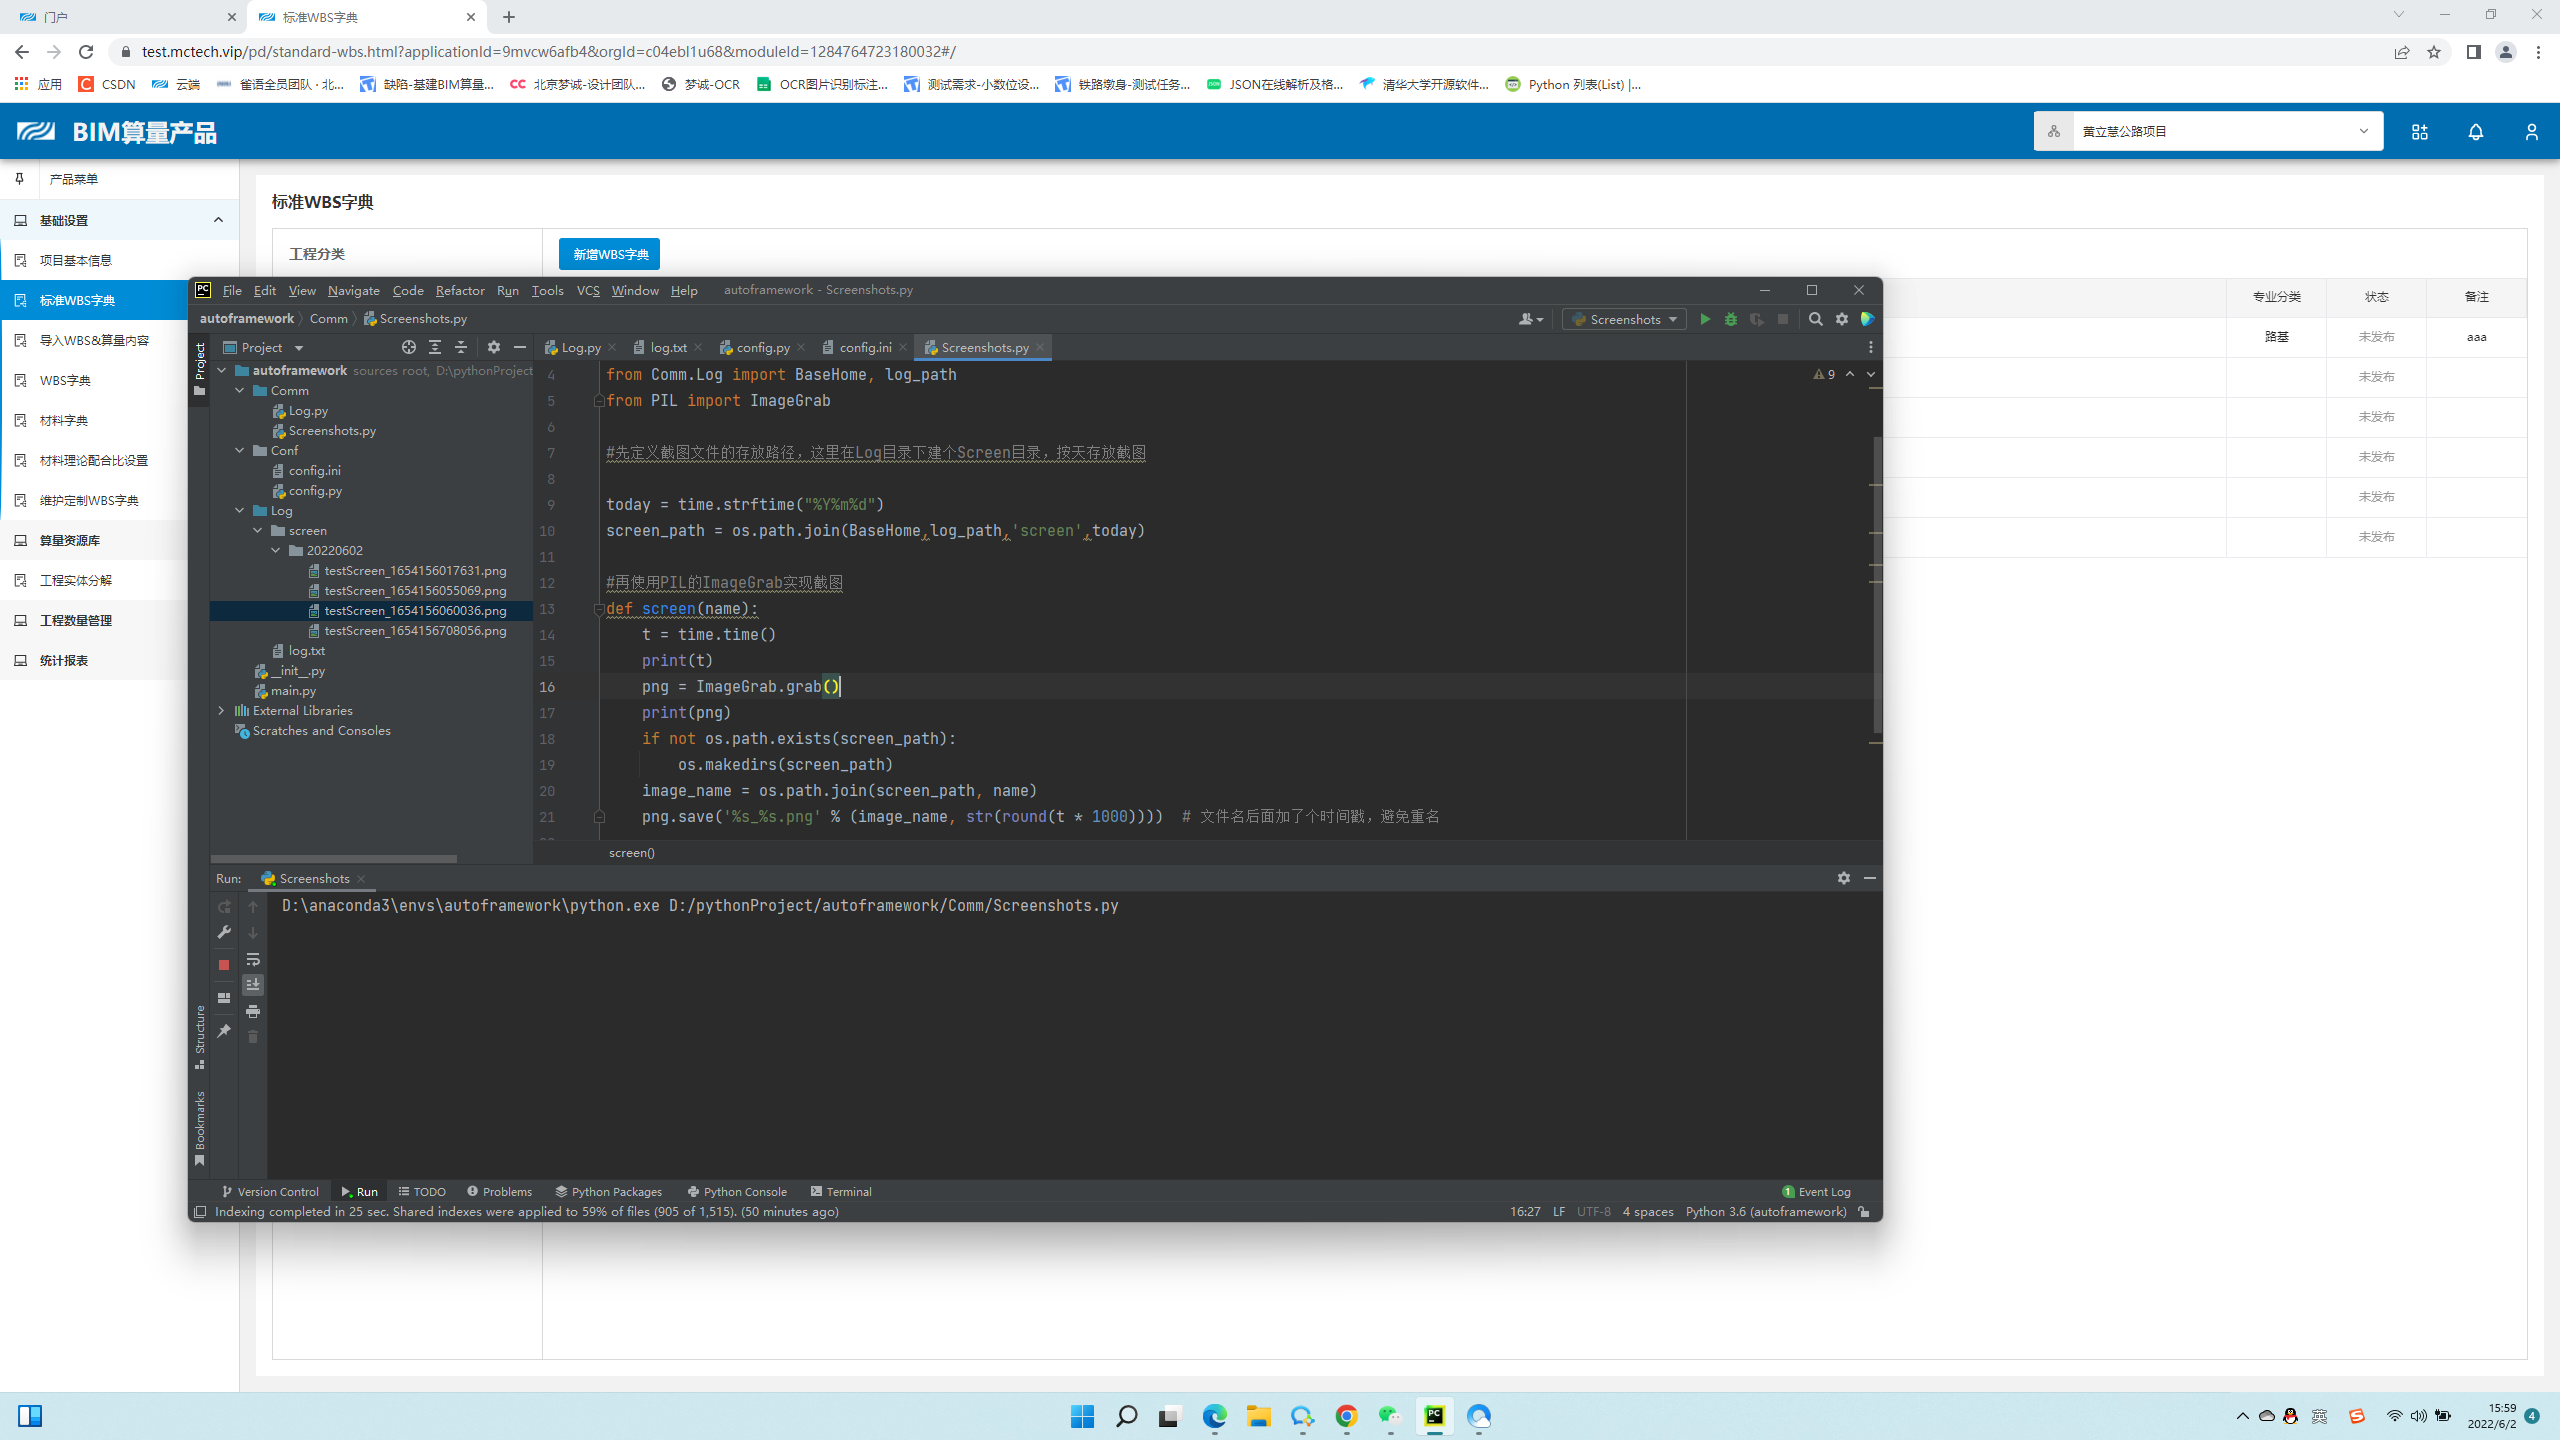 门户
标准WBS字典
test.mctech.vip/pd/standard-wbs.html?applicationId=9mvcw6afb4&orgId=c04ebl1u68&moduleId=1284764723180032#/
应用 CSDN 云端 雀语全员团队 · 北... 缺陷-基建BIM算量... 北京梦诚-设计团队... 梦诚-OCR OCR图片识别标注... 测试需求-小数位设... 铁路墩身-测试任务... JSON在线解析及格... 清华大学开源软件... Python 列表(List) |...
BIM算量产品
黄立慧公路项目
产品菜单
基础设置
项目基本信息
标准WBS字典
导入WBS&算量内容
WBS字典
材料字典
材料理论配合比设置
维护定制WBS字典
算量资源库
工程实体分解
工程数量管理
统计报表
标准WBS字典
工程分类
新增WBS字典
专业分类 状态 备注
路基 未发布 aaa
未发布
未发布
未发布
未发布
未发布
File Edit View Navigate Code Refactor Run Tools VCS Window Help autoframework - Screenshots.py
autoframework Comm Screenshots.py
Screenshots
Project
Project
Log.py log.txt config.py config.ini Screenshots.py
autoframework sources root, D:\pythonProject
Comm
Log.py
Screenshots.py
Conf
config.ini
config.py
Log
screen
20220602
testScreen_1654156017631.png
testScreen_1654156055069.png
testScreen_1654156060036.png
testScreen_1654156708056.png
log.txt
__init__.py
main.py
External Libraries
Scratches and Consoles
9
4 from Comm.Log import BaseHome, log_path
5 from PIL import ImageGrab
6
7 #先定义截图文件的存放路径，这里在Log目录下建个Screen目录，按天存放截图
8
9 today = time.strftime("%Y%m%d")
10 screen_path = os.path.join(BaseHome,log_path,'screen',today)
11
12 #再使用PIL的ImageGrab实现截图
13 def screen(name):
14 t = time.time()
15 print(t)
16 png = ImageGrab.grab()
17 print(png)
18 if not os.path.exists(screen_path):
19 os.makedirs(screen_path)
20 image_name = os.path.join(screen_path, name)
21 png.save('%s_%s.png' % (image_name, str(round(t * 1000)))) # 文件名后面加了个时间戳，避免重名
screen()
Run: Screenshots
D:\anaconda3\envs\autoframework\python.exe D:/pythonProject/autoframework/Comm/Screenshots.py
Structure
Bookmarks
Version Control Run TODO Problems Python Packages Python Console Terminal
1 Event Log
Indexing completed in 25 sec. Shared indexes were applied to 59% of files (905 of 1,515). (50 minutes ago)
16:27 LF UTF-8 4 spaces Python 3.6 (autoframework)
英
15:59
2022/6/2
4